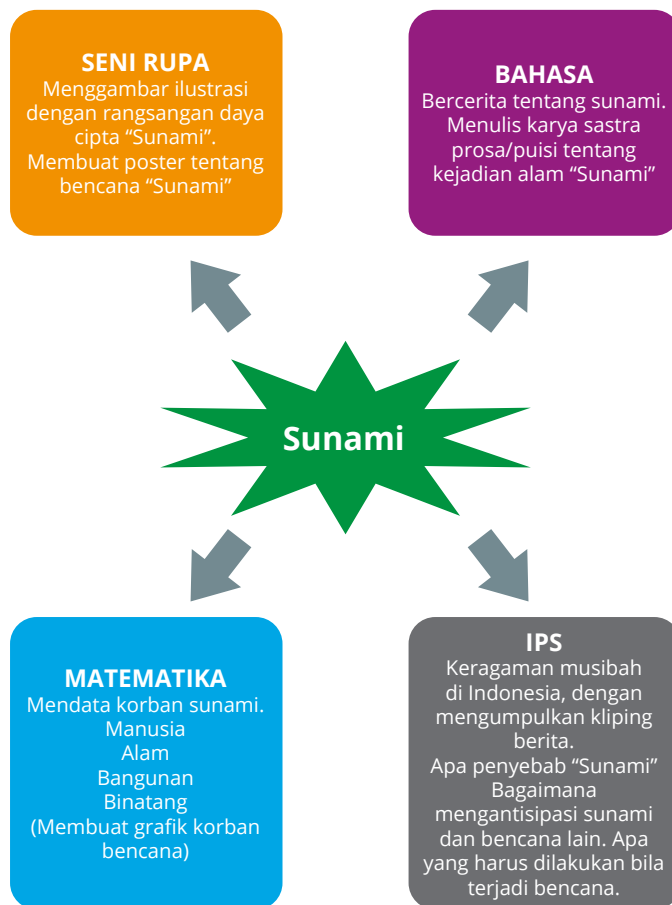 SENI RUPA
Menggambar ilustrasi
dengan rangsangan daya
cipta “Sunami”.
Membuat poster tentang
bencana “Sunami”
BAHASA
Bercerita tentang sunami.
Menulis karya sastra
prosa/puisi tentang
kejadian alam “Sunami”
Sunami
MATEMATIKA
Mendata korban sunami.
Manusia
Alam
Bangunan
Binatang
(Membuat grafik korban
bencana)
IPS
Keragaman musibah
di Indonesia, dengan
mengumpulkan kliping
berita.
Apa penyebab “Sunami”
Bagaimana
mengantisipasi sunami
dan bencana lain. Apa
yang harus dilakukan bila
terjadi bencana.